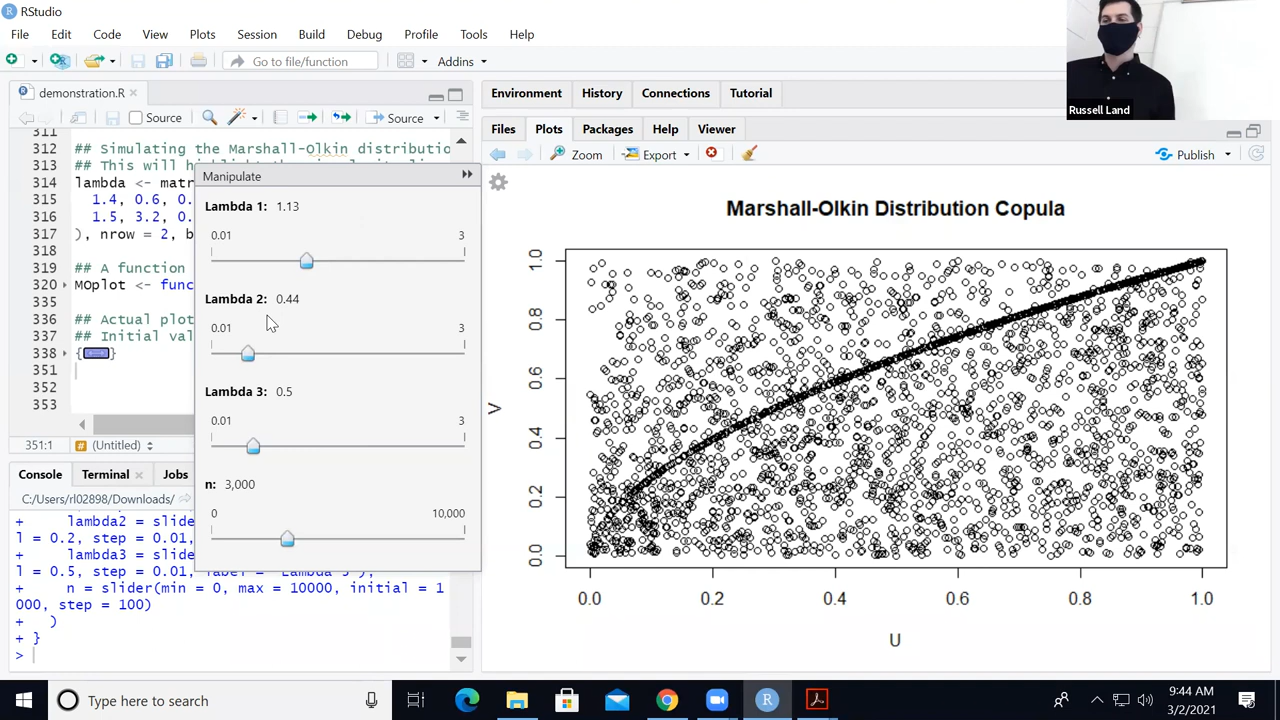 RStudio
File Edit Code View Plots Session Build Debug Profile Tools Help
Go to file/function
Addins
demonstration.R
Source
Source
311
312 ## Simulating the Marshall-Olkin distributio
313 ## This will h
314 lambda <- matr
315 1.4, 0.6, 0.
316 1.5, 3.2, 0.
317 ), nrow = 2, b
318
319 ## A function
320 MOplot <- func
335
336 ## Actual plot
337 ## Initial val
338 { }
351
352
353
351:1 (Untitled)
Console Terminal Jobs
C:/Users/rl02898/Downloads/
+ lambda2 = slide
l = 0.2, step = 0.01,
+ lambda3 = slide
l = 0.5, step = 0.01,
+ n = slider(min = 0, max = 10000, initial = 1
000, step = 100)
+ )
+ }
>
Manipulate
Lambda 1: 1.13
0.01 3
Lambda 2: 0.44
0.01 3
Lambda 3: 0.5
0.01 3
n: 3,000
0 10,000
Environment History Connections Tutorial
Files Plots Packages Help Viewer
Zoom Export Publish
Marshall-Olkin Distribution Copula
1.0
0.8
0.6
0.4
0.2
0.0
V
0.0 0.2 0.4 0.6 0.8 1.0
U
Russell Land
Type here to search
9:44 AM
3/2/2021